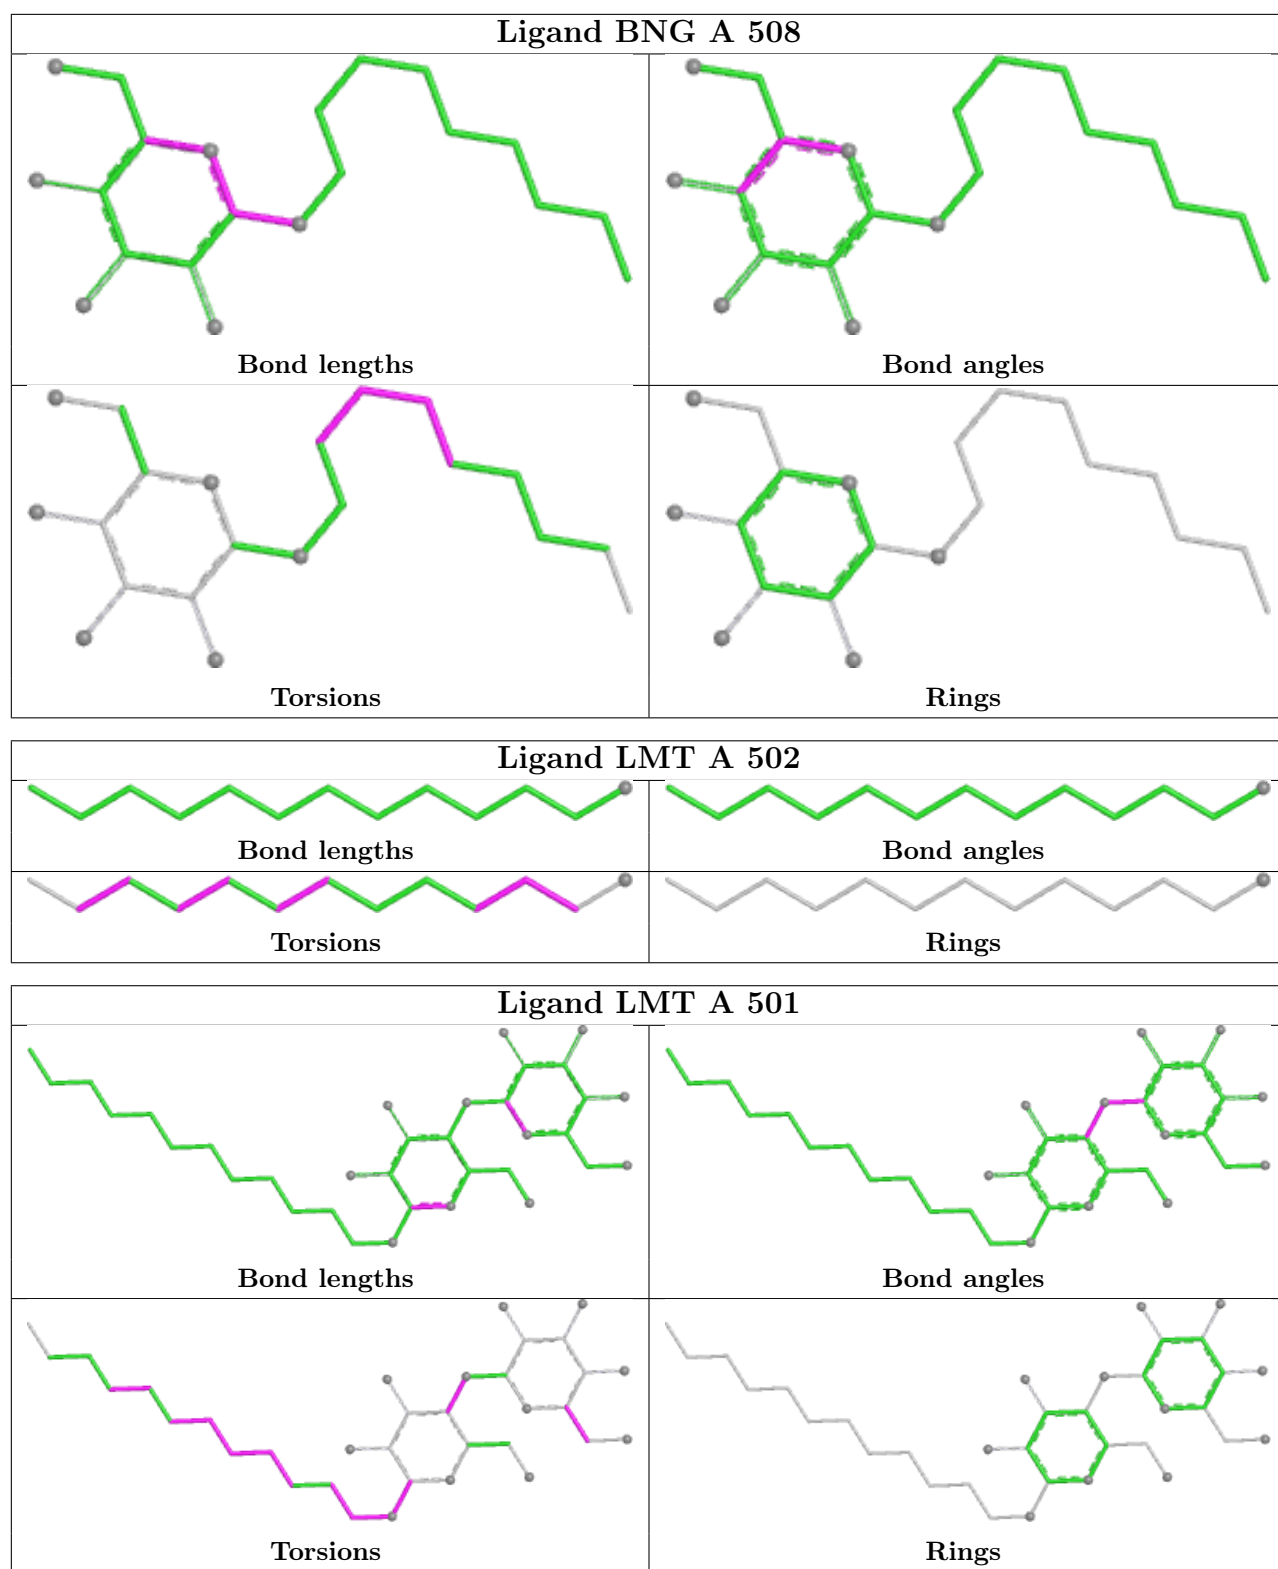 Ligand BNG A 508
Bond lengths
Bond angles
Torsions
Rings
Ligand LMT A 502
Bond lengths
Bond angles
Torsions
Rings
Ligand LMT A 501
Bond lengths
Bond angles
Torsions
Rings